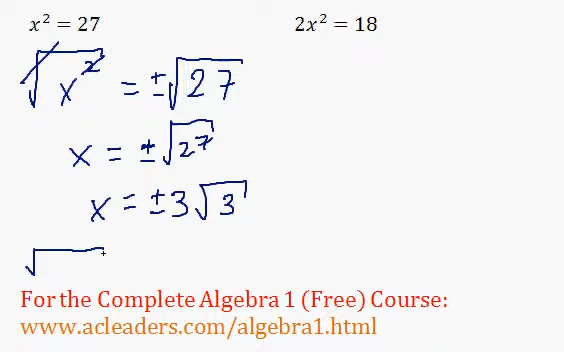 x² = 27
2x² = 18
√x² = ±√27
x = ±√27
x = ±3√3
√
For the Complete Algebra 1 (Free) Course:
www.acleaders.com/algebra1.html